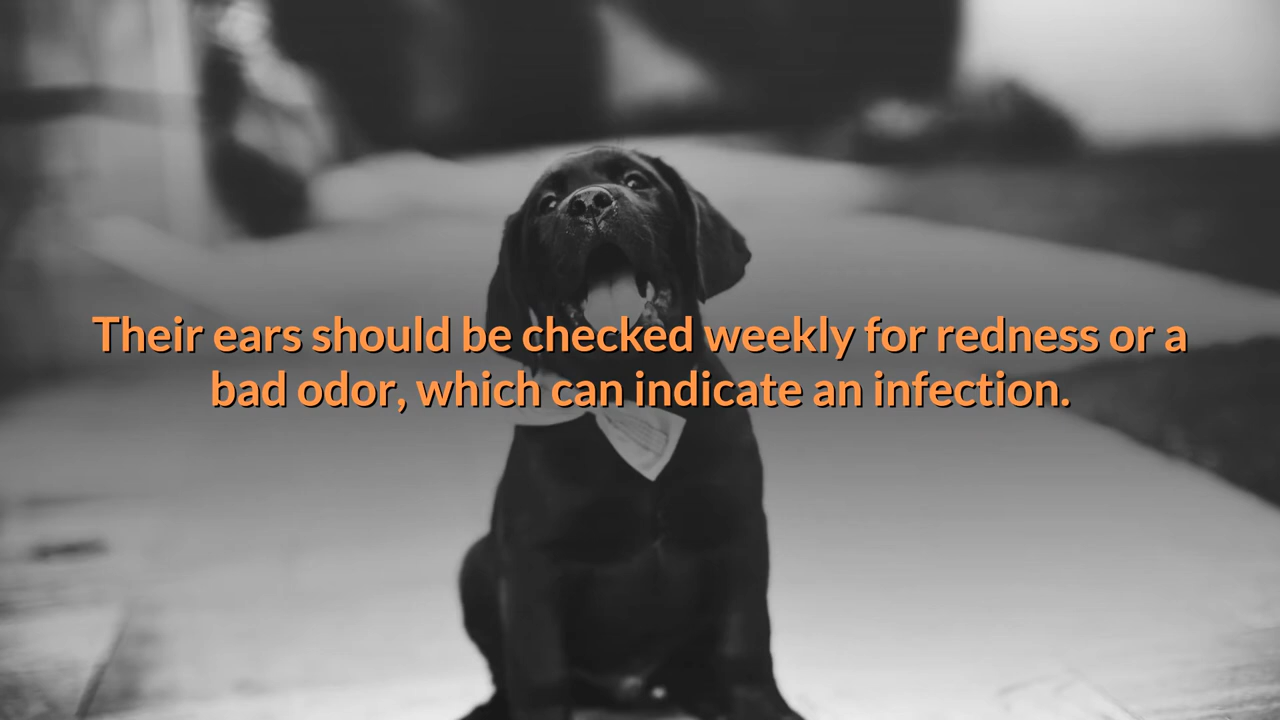 Their ears should be checked weekly for redness or a
bad odor, which can indicate an infection.